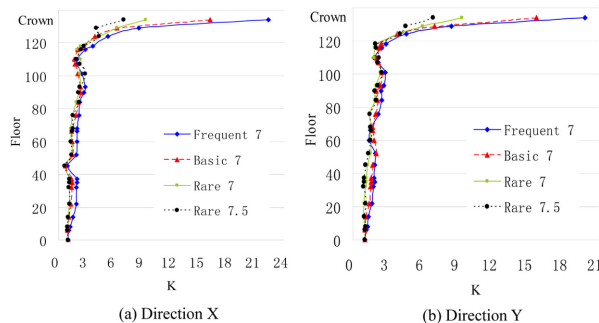 Crown
120
100
80
60
40
20
0
Floor
Frequent 7
Basic 7
Rare 7
Rare 7.5
0 3 6 9 12 15 18 21 24
K
(a) Direction X
Crown
120
100
80
60
40
20
0
Floor
Frequent 7
Basic 7
Rare 7
Rare 7.5
0 3 6 9 12 15 18 21
K
(b) Direction Y